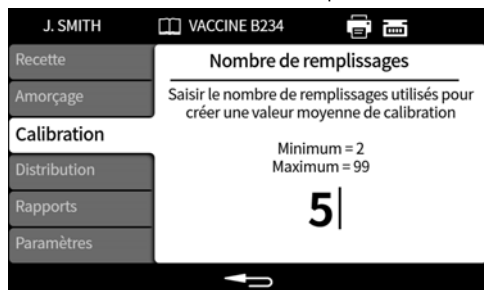 J. SMITH
VACCINE B234
Recette
Amorçage
Calibration
Distribution
Rapports
Paramètres
Nombre de remplissages
Saisir le nombre de remplissages utilisés pour
créer une valeur moyenne de calibration
Minimum = 2
Maximum = 99
5